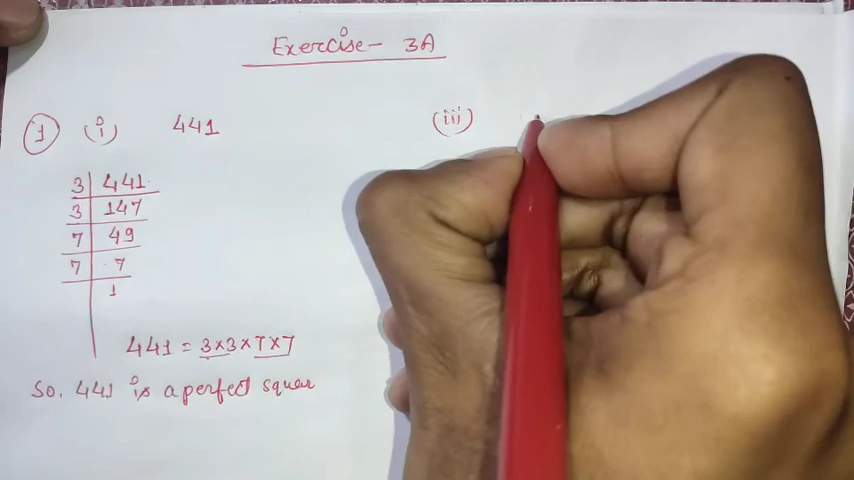 Exercise - 3A
1 (i) 441
3 | 441
3 | 147
7 | 49
7 | 7
1
441 = 3×3×7×7
So, 441 is a perfect squar
(iii)